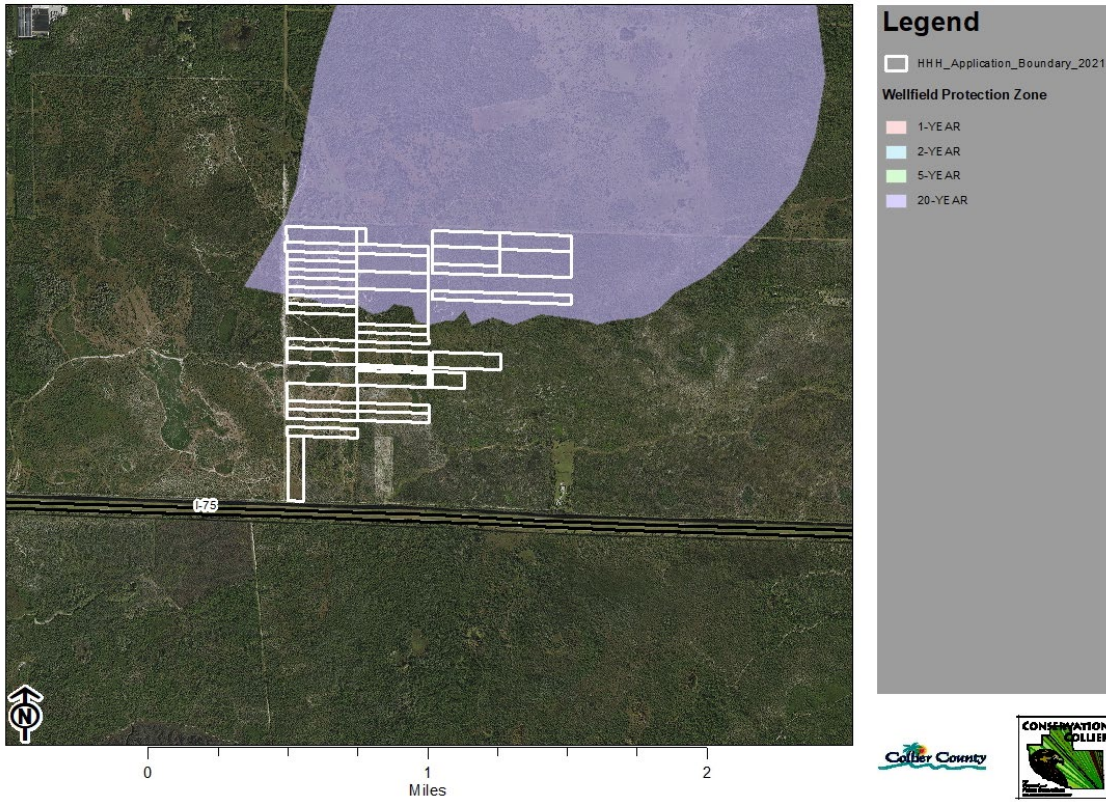 Legend
HHH_Application_Boundary_2021
Wellfield Protection Zone
1-YEAR
2-YEAR
5-YEAR
20-YEAR
I-75
N
0 1 2
Miles
Collier County
CONSERVATION
COLLIER